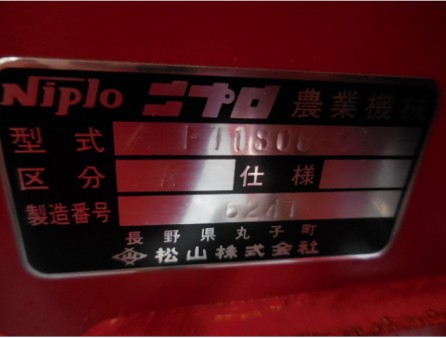 Niplo ニプロ 農業機械
型式
区分 仕様
製造番号 6241
長野県丸子町
松山株式会社